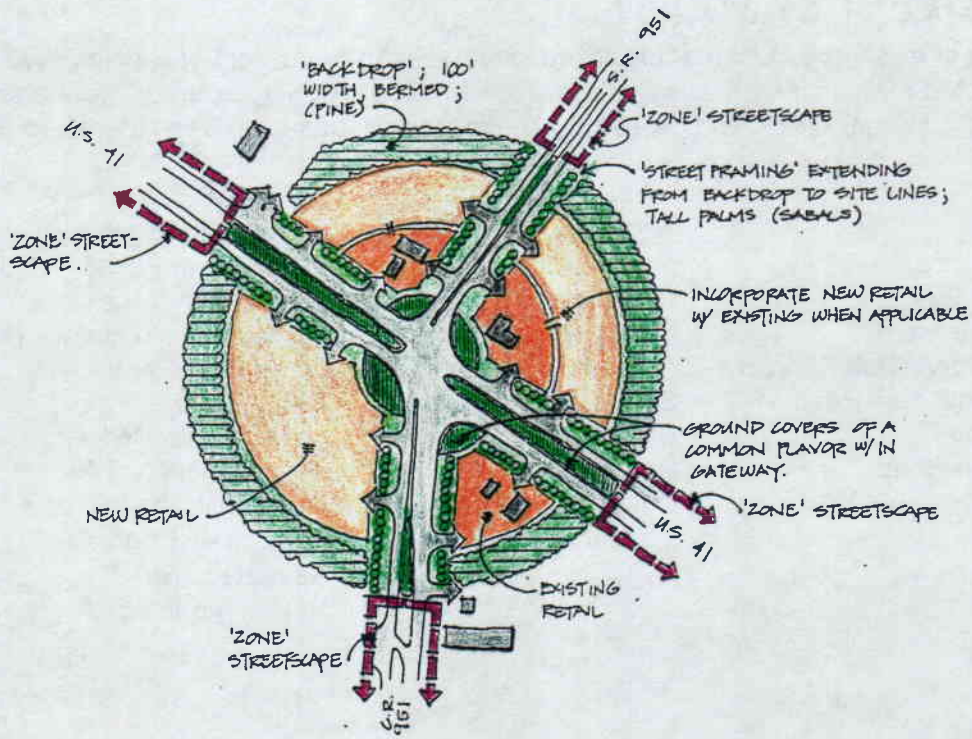 S.R. 951
'BACKDROP'; 100'
WIDTH, BERMED;
(PINE)
U.S. 41
'ZONE' STREETSCAPE
'STREET FRAMING' EXTENDING
FROM BACKDROP TO SITE LINES;
TALL PALMS (SABALS)
'ZONE' STREET-
SCAPE.
INCORPORATE NEW RETAIL
W/ EXISTING WHEN APPLICABLE
GROUND COVERS OF A
COMMON FLAVOR W/IN
GATEWAY.
NEW RETAIL
'ZONE' STREETSCAPE
U.S. 41
EXISTING
RETAIL
'ZONE'
STREETSCAPE
C.R.
951